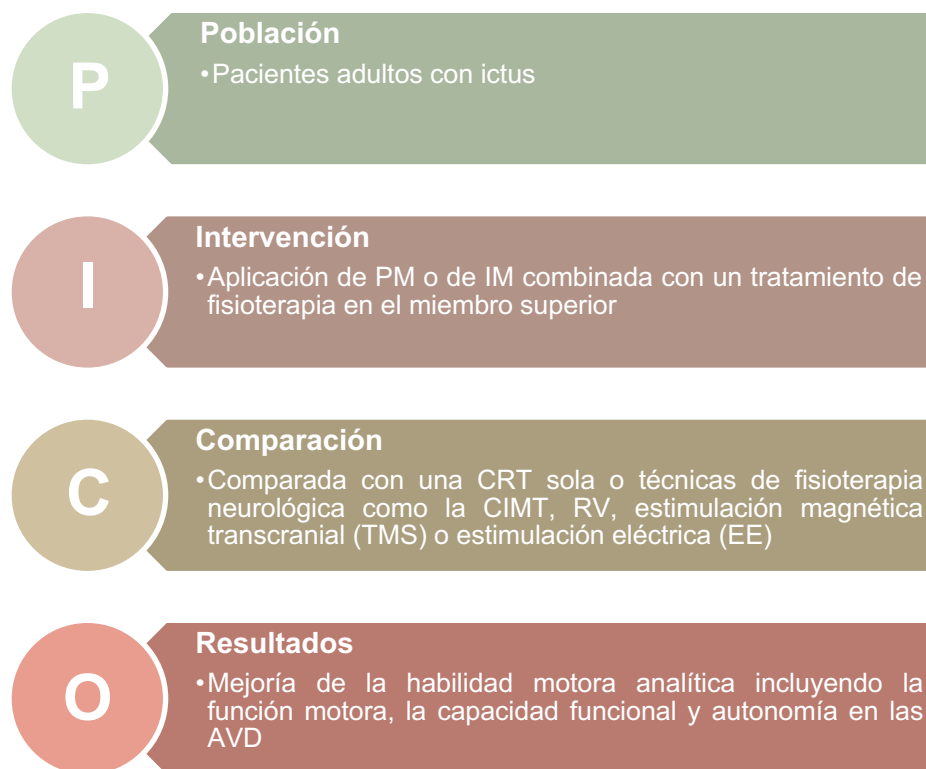 P
Población
•Pacientes adultos con ictus
I
Intervención
•Aplicación de PM o de IM combinada con un tratamiento de
fisioterapia en el miembro superior
C
Comparación
•Comparada con una CRT sola o técnicas de fisioterapia
neurológica como la CIMT, RV, estimulación magnética
transcranial (TMS) o estimulación eléctrica (EE)
O
Resultados
•Mejoría de la habilidad motora analítica incluyendo la
función motora, la capacidad funcional y autonomía en las
AVD